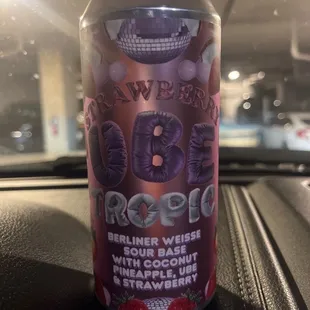 STRAWBERRY
UBE
TROPIC
BERLINER WEISSE
SOUR BASE
WITH COCONUT
PINEAPPLE, UBE
& STRAWBERRY